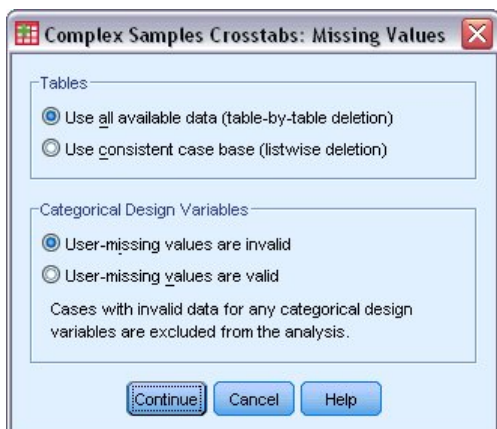 Complex Samples Crosstabs: Missing Values
Tables
Use all available data (table-by-table deletion)
Use consistent case base (listwise deletion)
Categorical Design Variables
User-missing values are invalid
User-missing values are valid
Cases with invalid data for any categorical design
variables are excluded from the analysis.
Continue Cancel Help